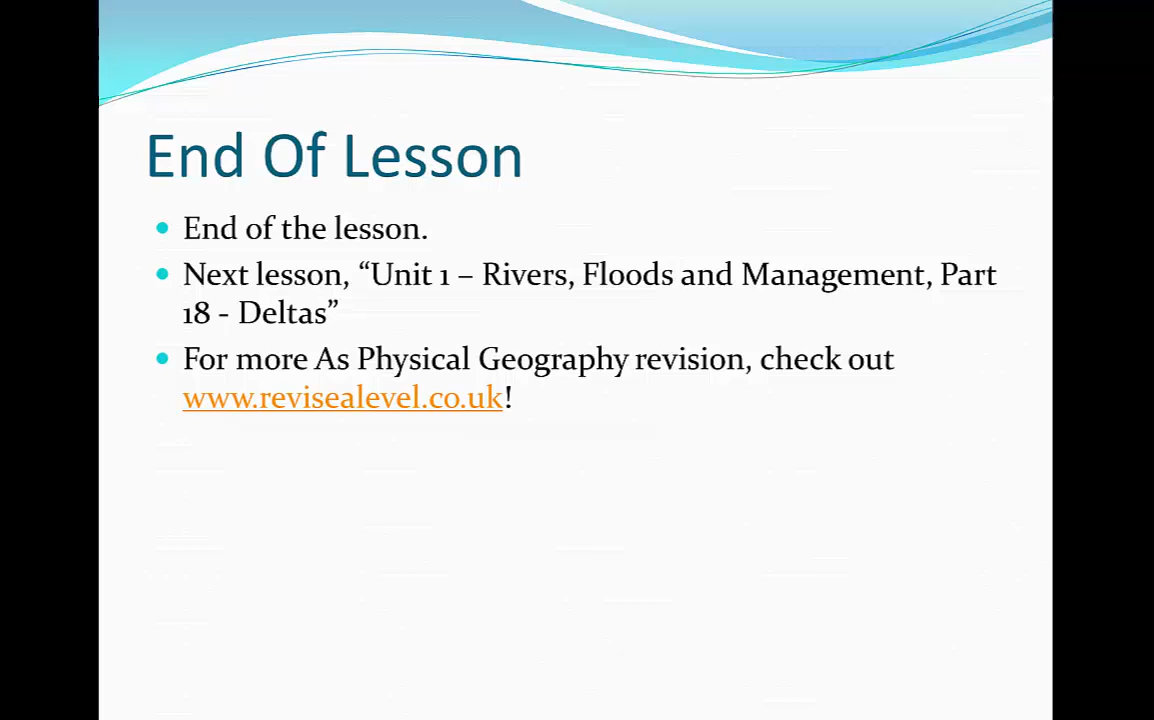 End Of Lesson
End of the lesson.
Next lesson, “Unit 1 – Rivers, Floods and Management, Part
18 - Deltas”
For more As Physical Geography revision, check out
www.revisealevel.co.uk!